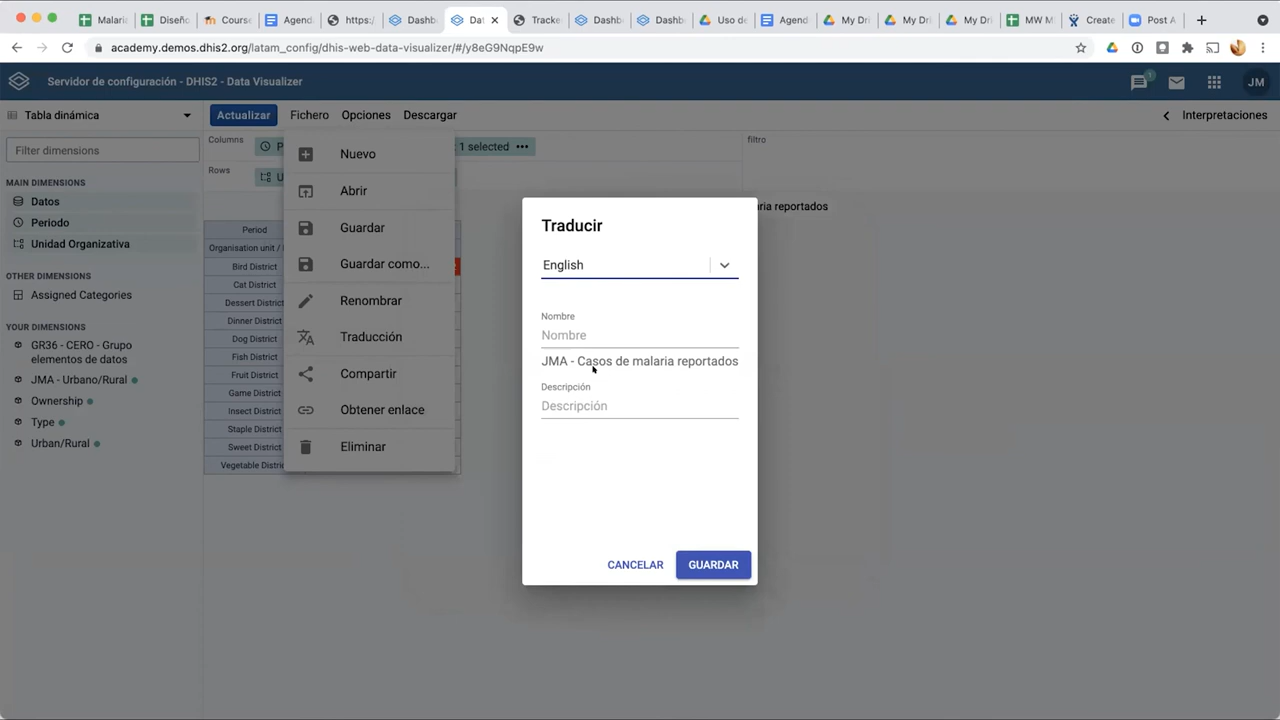 Malaria
Diseño
Course
Agenda
https:/
Dashb
Dat
Tracke
Dashb
Dashb
Uso de
Agend
My Dri
My Dri
My Dri
MW M
Create
Post A
academy.demos.dhis2.org/latam_config/dhis-web-data-visualizer/#/y8eG9NqpE9w
Servidor de configuración - DHIS2 - Data Visualizer
1
JM
Tabla dinámica
Actualizar
Fichero
Opciones
Descargar
Interpretaciones
Filter dimensions
MAIN DIMENSIONS
Datos
Periodo
Unidad Organizativa
OTHER DIMENSIONS
Assigned Categories
YOUR DIMENSIONS
GR36 - CERO - Grupo
elementos de datos
JMA - Urbano/Rural
Ownership
Type
Urban/Rural
Columns
P
1 selected
filtro
Rows
U
aria reportados
Period
Organisation unit /
Bird District
Cat District
Dessert District
Dinner District
Dog District
Fish District
Fruit District
Game District
Insect District
Staple District
Sweet District
Vegetable Distri
Nuevo
Abrir
Guardar
Guardar como...
Renombrar
Traducción
Compartir
Obtener enlace
Eliminar
Traducir
English
Nombre
Nombre
JMA - Casos de malaria reportados
Descripción
Descripción
CANCELAR
GUARDAR